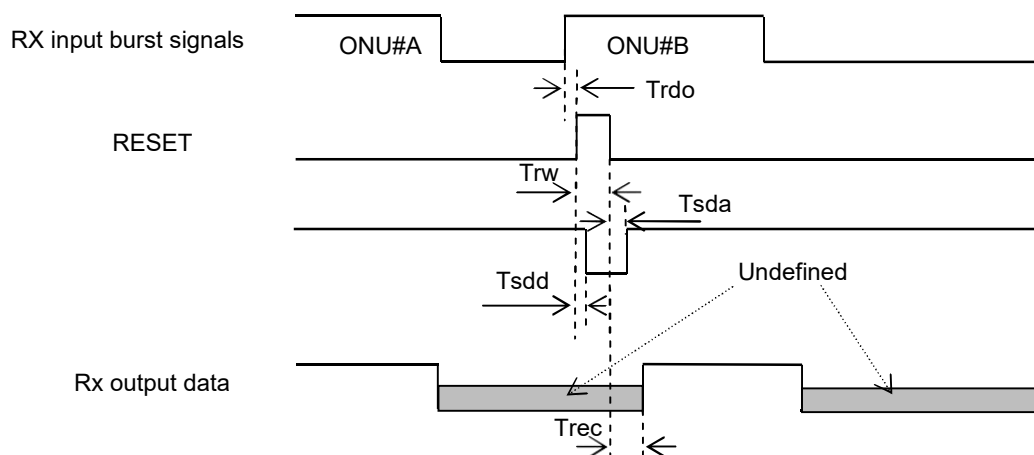 RX input burst signals
ONU#A
ONU#B
Trdo
RESET
Trw
Tsda
Tsdd
Undefined
Rx output data
Trec